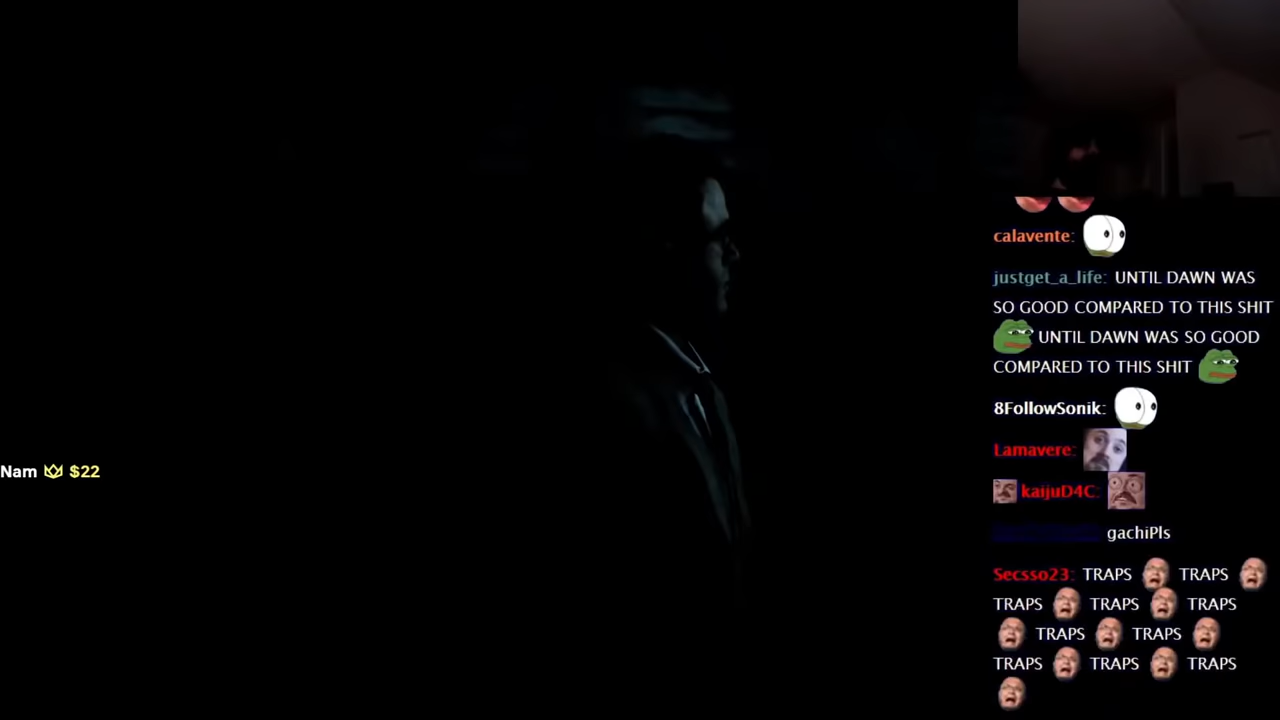 calavente:
justget_a_life: UNTIL DAWN WAS
SO GOOD COMPARED TO THIS SHIT
UNTIL DAWN WAS SO GOOD
COMPARED TO THIS SHIT
8FollowSonik:
Nam $22
Lamavere:
kaijuD4C:
gachiPls
Secsso23: TRAPS TRAPS
TRAPS TRAPS TRAPS
TRAPS TRAPS
TRAPS TRAPS TRAPS